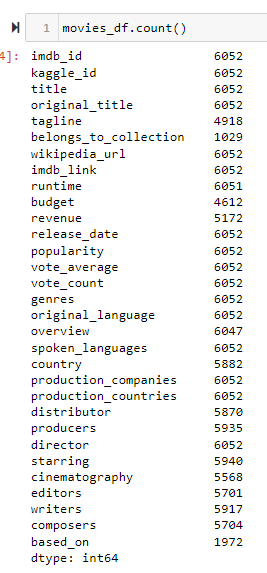 1 movies_df.count()
4]: imdb_id 6052
kaggle_id 6052
title 6052
original_title 6052
tagline 4918
belongs_to_collection 1029
wikipedia_url 6052
imdb_link 6052
runtime 6051
budget 4612
revenue 5172
release_date 6052
popularity 6052
vote_average 6052
vote_count 6052
genres 6052
original_language 6052
overview 6047
spoken_languages 6052
country 5882
production_companies 6052
production_countries 6052
distributor 5870
producers 5935
director 6052
starring 5940
cinematography 5568
editors 5701
writers 5917
composers 5704
based_on 1972
dtype: int64